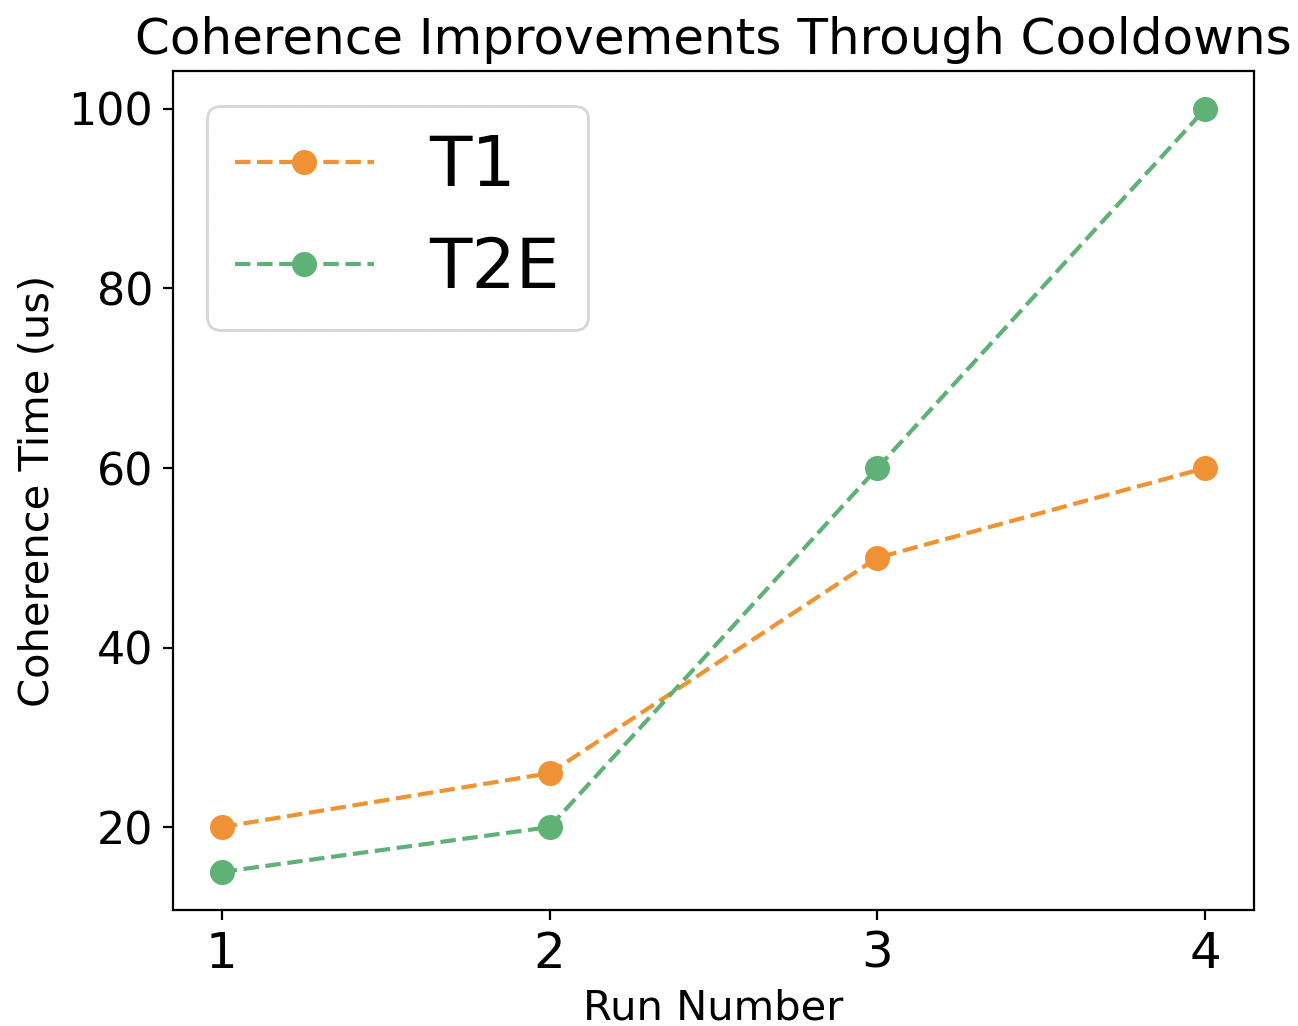 Coherence Improvements Through Cooldowns
T1
T2E
100
80
60
40
20
Coherence Time (us)
1 2 3 4
Run Number